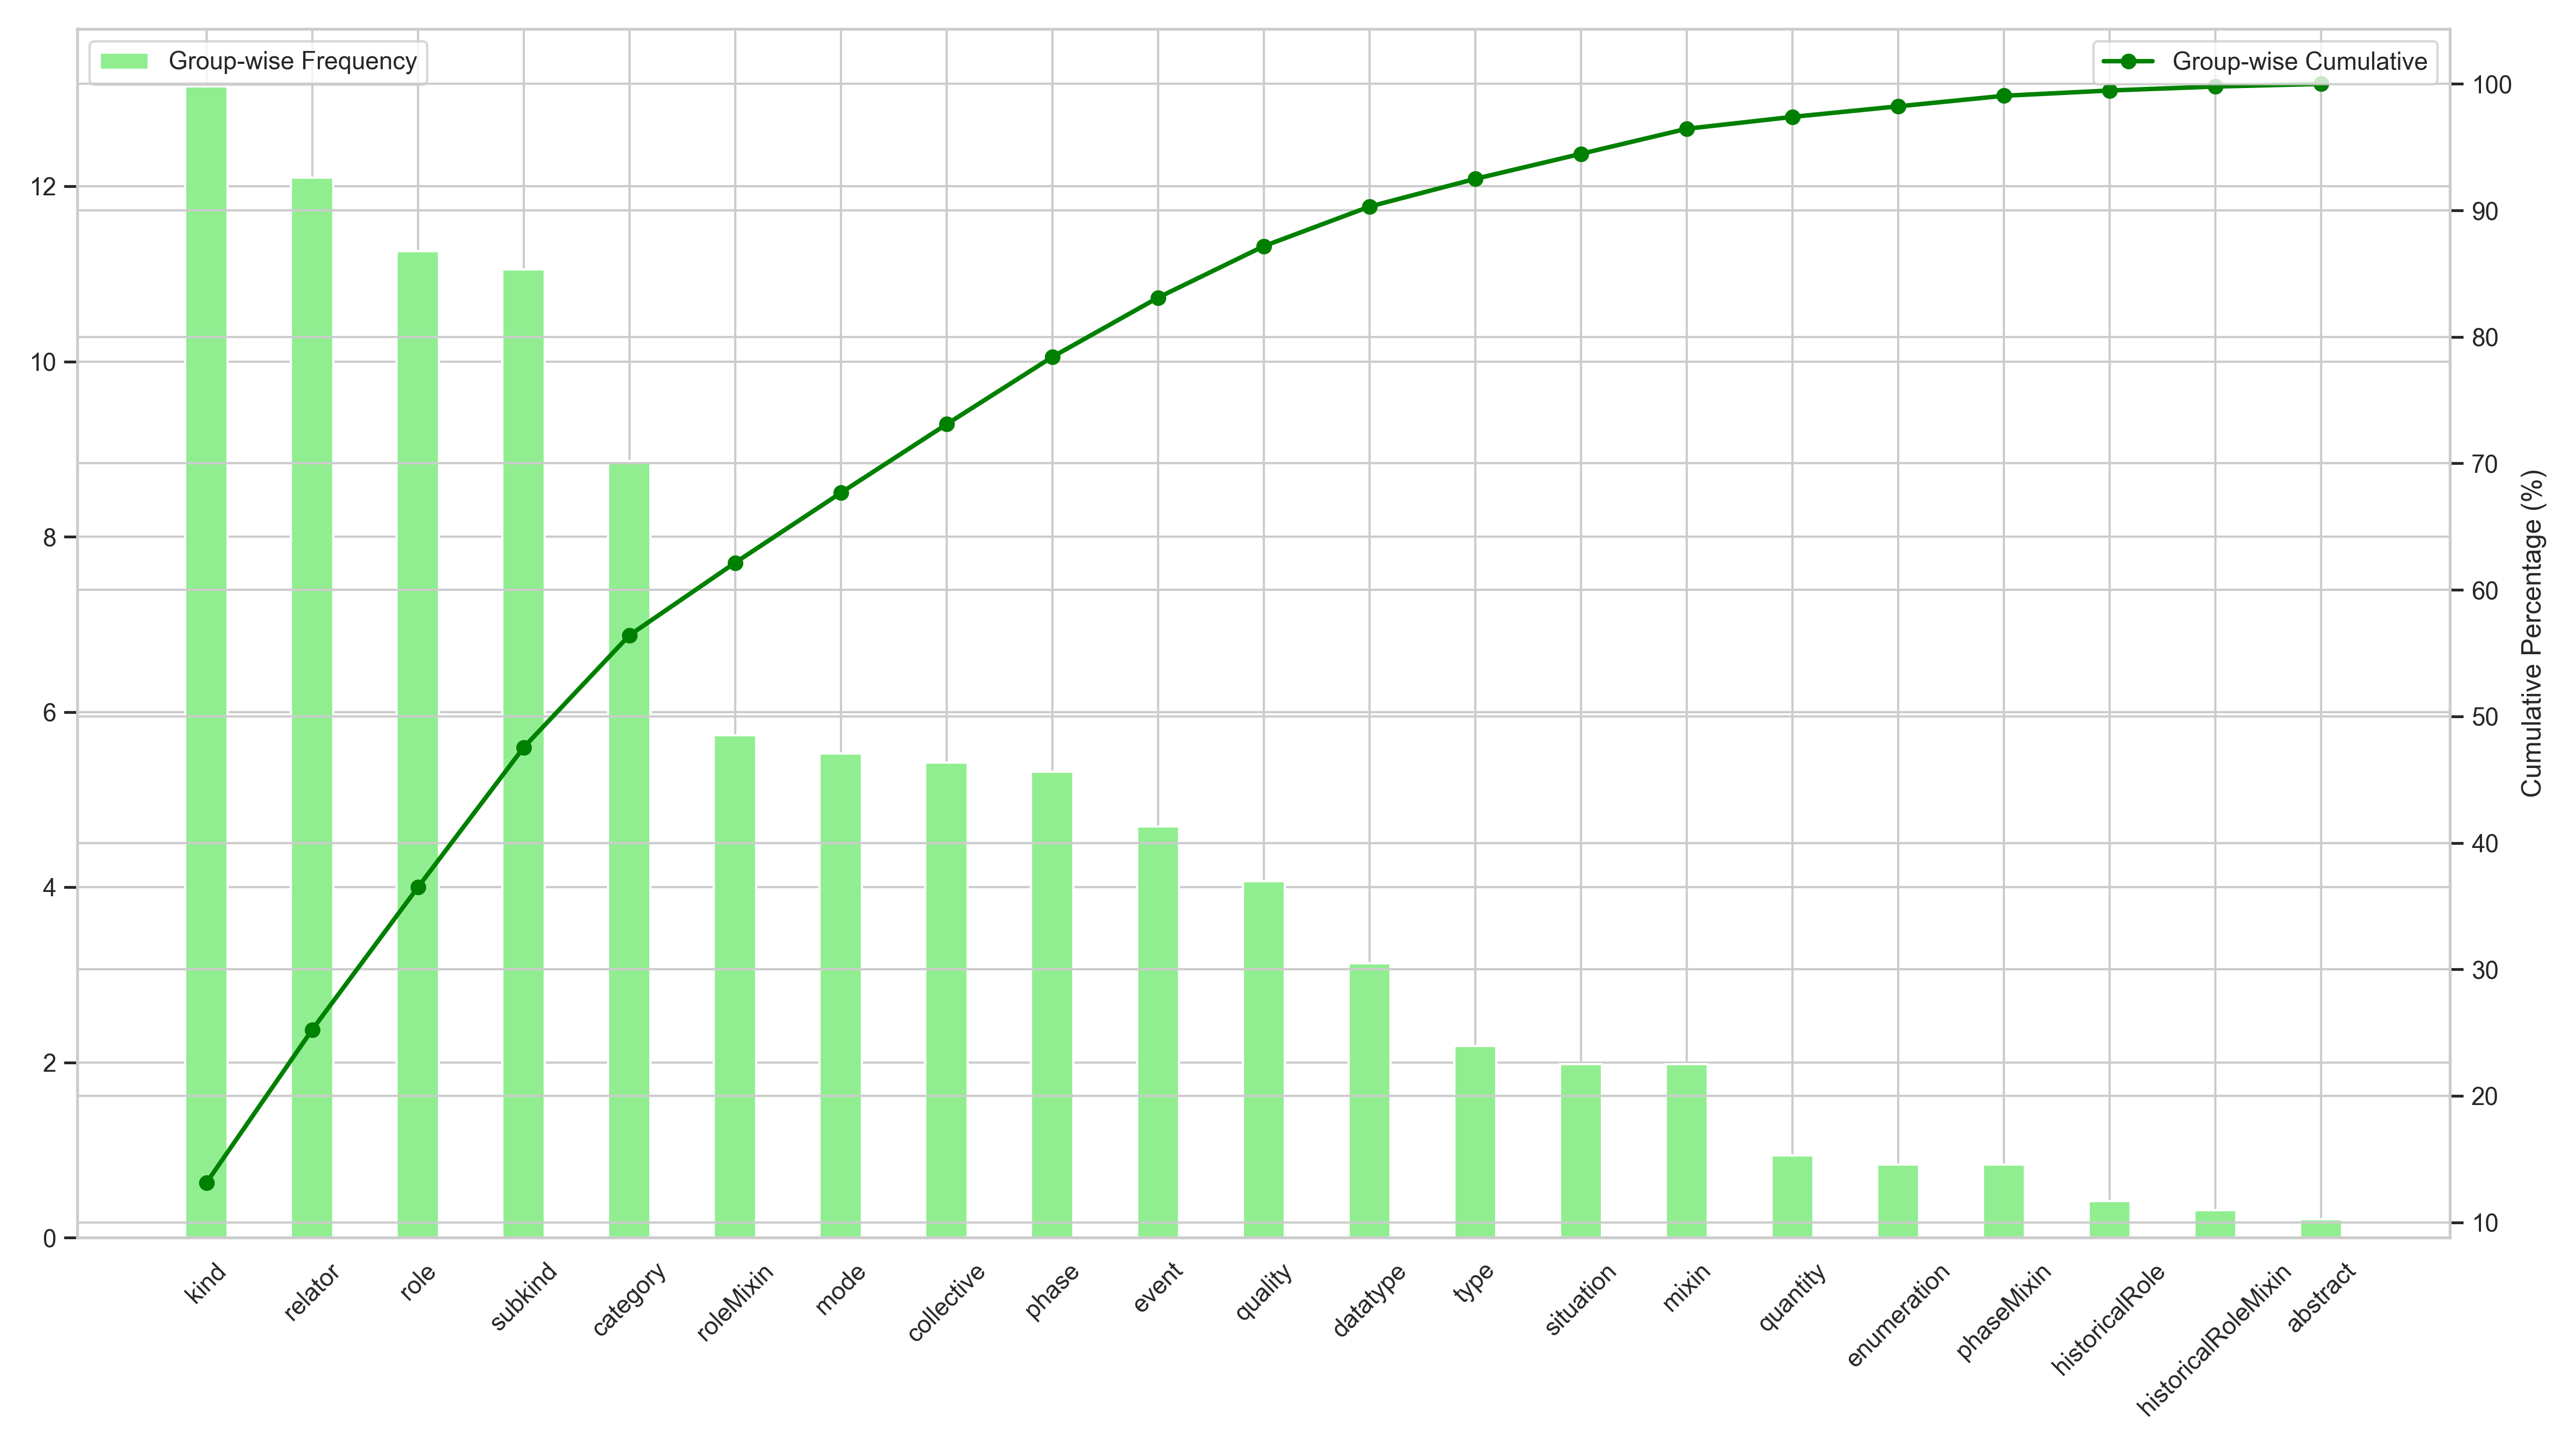 Group-wise Frequency
Group-wise Cumulative
12
10
8
6
4
2
0
100
90
80
70
60
50
40
30
20
10
Cumulative Percentage (%)
kind
relator
role
subkind
category
roleMixin
mode
collective
phase
event
quality
datatype
type
situation
mixin
quantity
enumeration
phaseMixin
historicalRole
historicalRoleMixin
abstract